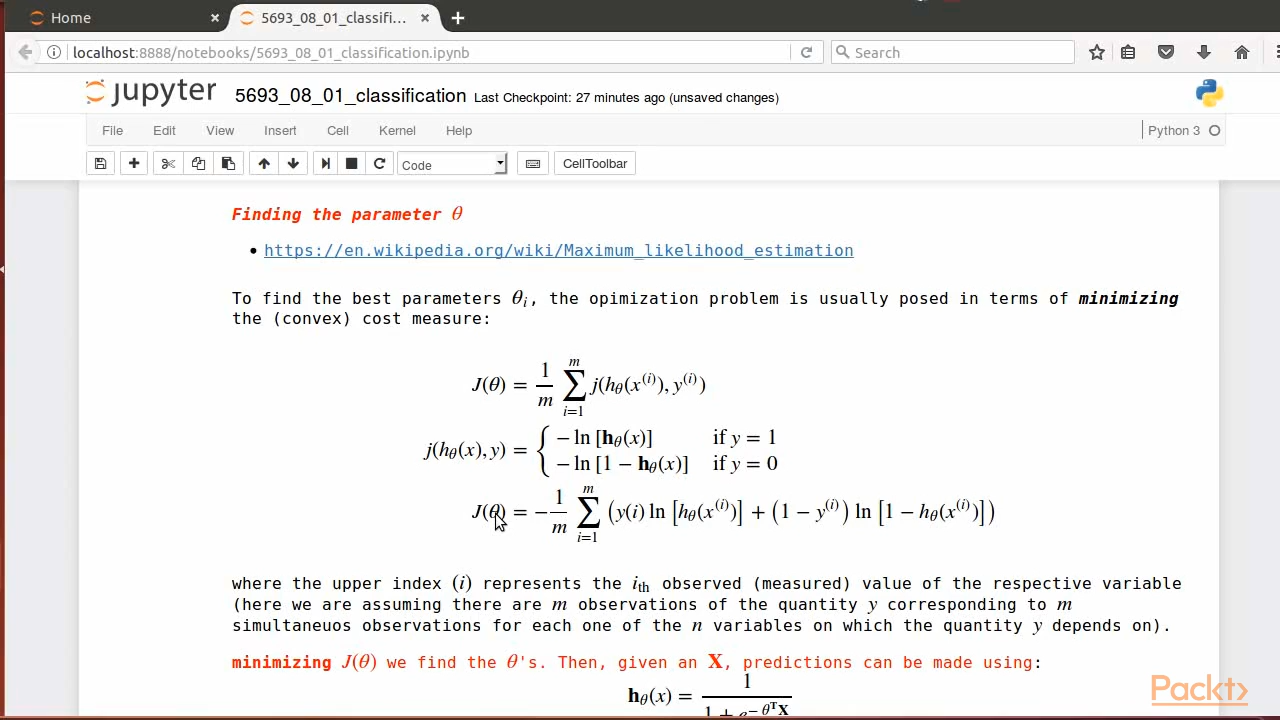 Home
5693_08_01_classifi...
localhost:8888/notebooks/5693_08_01_classification.ipynb
Search
jupyter 5693_08_01_classification Last Checkpoint: 27 minutes ago (unsaved changes)
File Edit View Insert Cell Kernel Help Python 3
Code CellToolbar
Finding the parameter θ
• https://en.wikipedia.org/wiki/Maximum_likelihood_estimation
To find the best parameters θᵢ, the opimization problem is usually posed in terms of minimizing
the (convex) cost measure:
J(θ) = 1/m ∑_{i=1}^{m} j(h_θ(x^{(i)}), y^{(i)})
j(h_θ(x), y) = { − ln [h_θ(x)] if y = 1
− ln [1 − h_θ(x)] if y = 0
J(θ) = − 1/m ∑_{i=1}^{m} (y(i) ln [h_θ(x^{(i)})] + (1 − y^{(i)}) ln [1 − h_θ(x^{(i)})])
where the upper index (i) represents the i_th observed (measured) value of the respective variable
(here we are assuming there are m observations of the quantity y corresponding to m
simultaneuos observations for each one of the n variables on which the quantity y depends on).
minimizing J(θ) we find the θ's. Then, given an X, predictions can be made using:
h_θ(x) = 1/(1 + e^{− θ^T X}
Packt